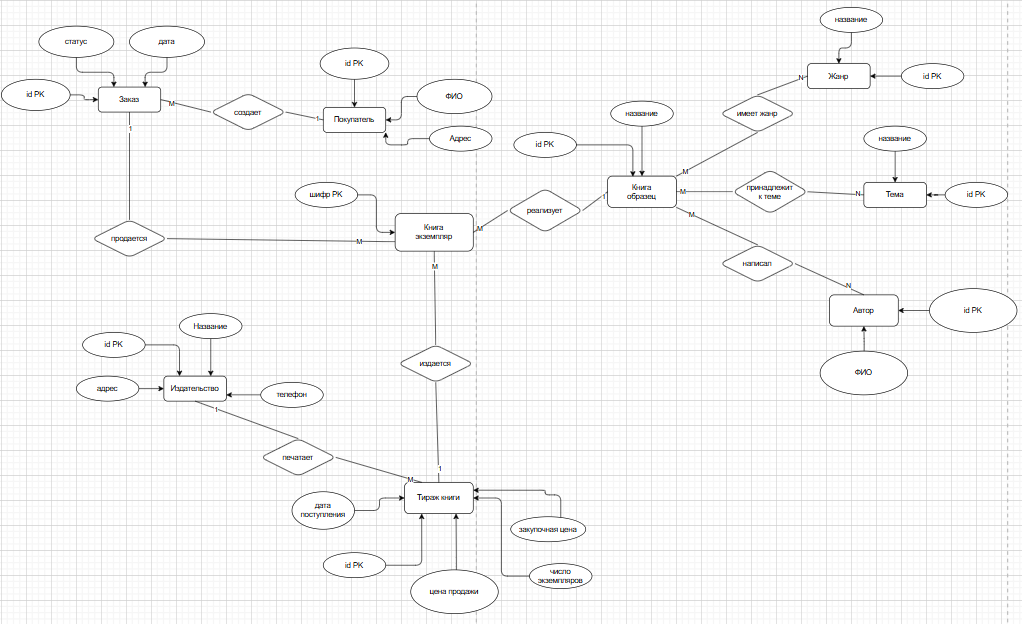 статус
дата
id PK
Заказ
M
создает
1
id PK
Покупатель
ФИО
Адрес
1
продается
M
шифр PK
Книга
экземпляр
M
реализует
1
id PK
название
Книга
образец
название
Жанр
id PK
N
имеет жанр
M
M
принадлежит
к теме
N
название
Тема
id PK
M
написал
N
Автор
id PK
ФИО
M
издается
1
Название
id PK
адрес
Издательство
телефон
1
печатает
M
Тираж книги
дата
поступления
id PK
цена продажи
закупочная цена
число
экземпляров